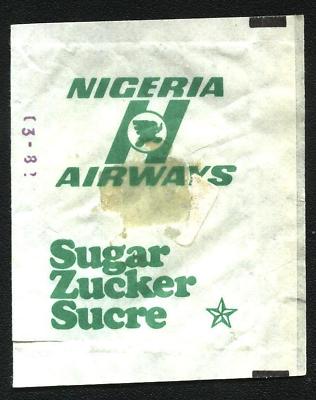 NIGERIA
N
AIRWAYS
Sugar
Zucker
Sucre